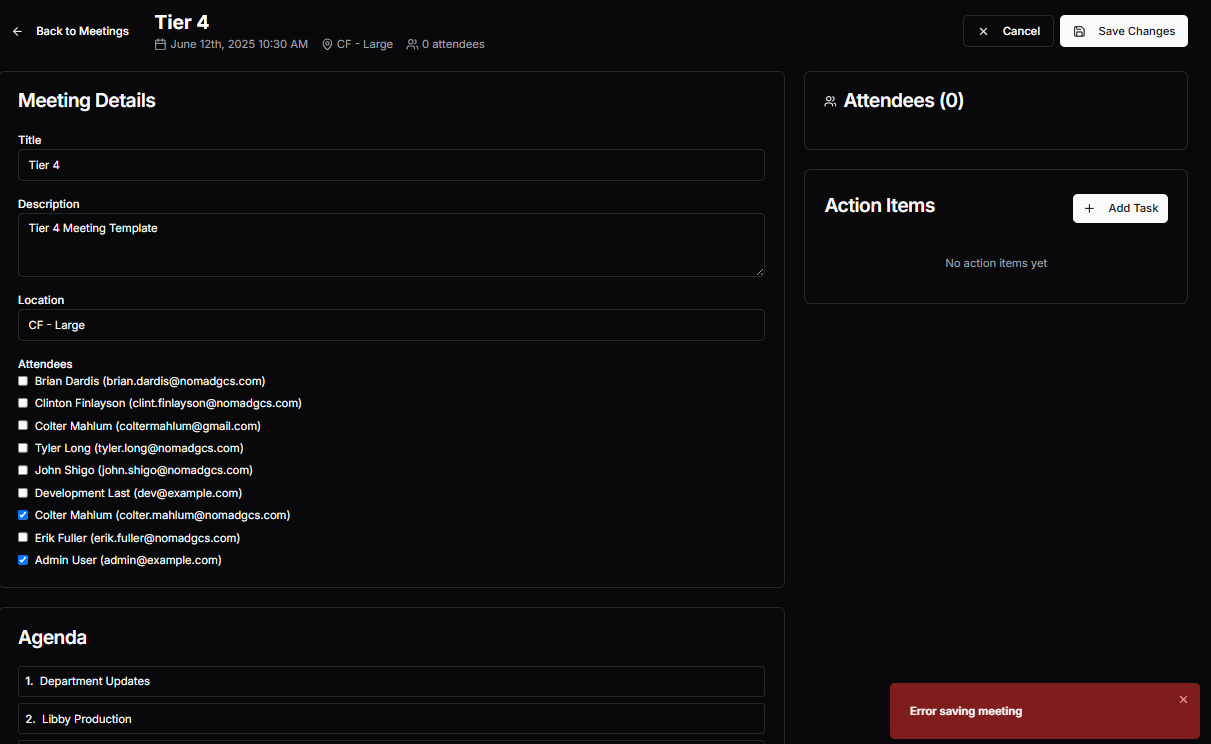 Back to Meetings
Tier 4
June 12th, 2025 10:30 AM CF - Large 0 attendees
Cancel
Save Changes
Meeting Details
Title
Tier 4
Description
Tier 4 Meeting Template
Location
CF - Large
Attendees
Brian Dardis (brian.dardis@nomadgcs.com)
Clinton Finlayson (clint.finlayson@nomadgcs.com)
Colter Mahlum (coltermahlum@gmail.com)
Tyler Long (tyler.long@nomadgcs.com)
John Shigo (john.shigo@nomadgcs.com)
Development Last (dev@example.com)
Colter Mahlum (colter.mahlum@nomadgcs.com)
Erik Fuller (erik.fuller@nomadgcs.com)
Admin User (admin@example.com)
Agenda
1. Department Updates
2. Libby Production
Attendees (0)
Action Items
Add Task
No action items yet
Error saving meeting